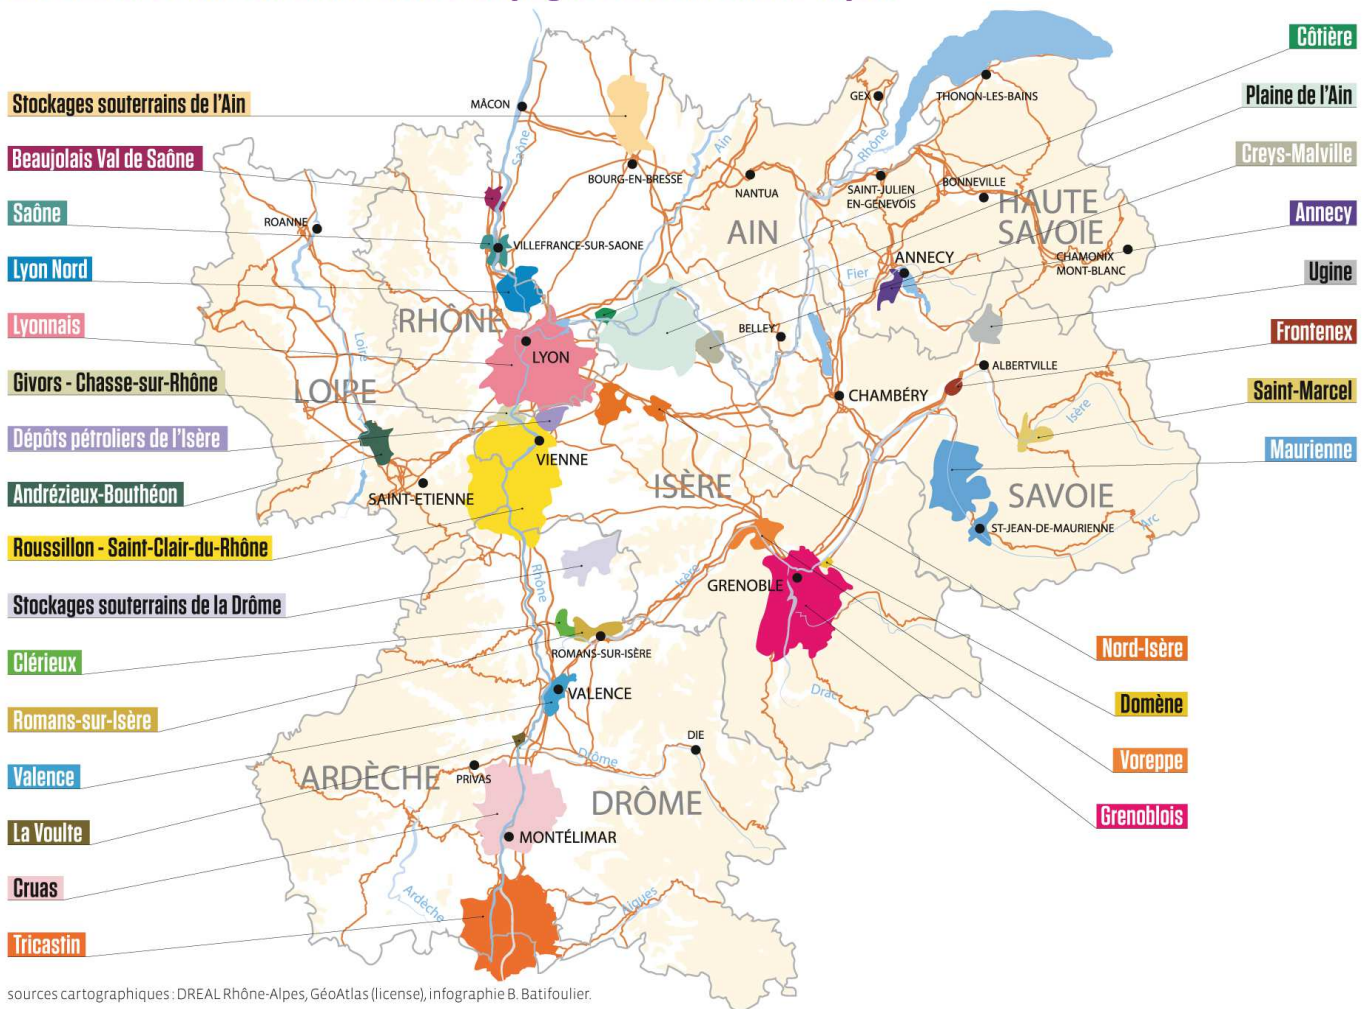 Stockages souterrains de l'Ain
Beaujolais Val de Saône
Saône
Lyon Nord
Lyonnais
Givors - Chasse-sur-Rhône
Dépôts pétroliers de l'Isère
Andrézieux-Bouthéon
Roussillon - Saint-Clair-du-Rhône
Stockages souterrains de la Drôme
Clérieux
Romans-sur-Isère
Valence
La Voulte
Cruas
Tricastin
MÂCON
Saône
BOURG-EN-BRESSE
Ain
NANTUA
GEX
Rhône
THONON-LES-BAINS
SAINT-JULIEN
EN-GENEVOIS
BONNEVILLE
HAUTE
SAVOIE
AIN
ROANNE
VILLEFRANCHE-SUR-SAONE
ANNECY
Fier
CHAMONIX
MONT-BLANC
RHÔNE
Loire
LYON
BELLEY
LOIRE
CHAMBÉRY
ALBERTVILLE
Isère
VIENNE
SAINT-ETIENNE
ISÈRE
SAVOIE
ST-JEAN-DE-MAURIENNE
Arc
Rhône
Isère
GRENOBLE
ROMANS-SUR-ISÈRE
VALENCE
Drac
DIE
Drôme
ARDÈCHE
PRIVAS
DRÔME
MONTÉLIMAR
Ardèche
Aigues
Côtière
Plaine de l'Ain
Creys-Malville
Annecy
Ugine
Frontenex
Saint-Marcel
Maurienne
Nord-Isère
Domène
Voreppe
Grenoblois
sources cartographiques : DREAL Rhône-Alpes, GéoAtlas (license), infographie B. Batifoulier.